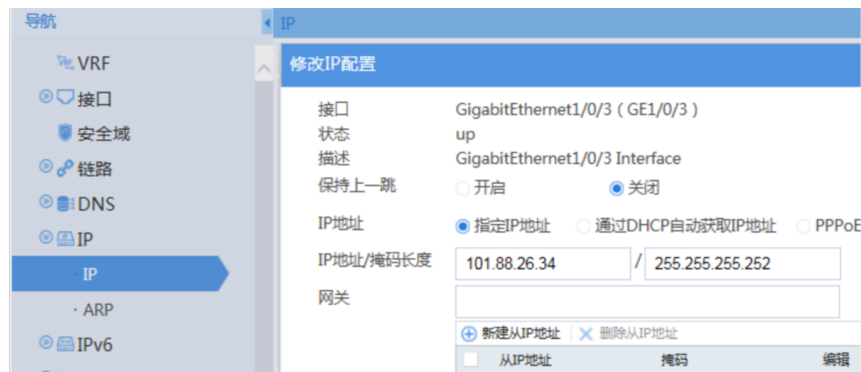 导航
IP
VRF
接口
安全域
链路
DNS
IP
IP
ARP
IPv6
修改IP配置
接口 GigabitEthernet1/0/3 ( GE1/0/3 )
状态 up
描述 GigabitEthernet1/0/3 Interface
保持上一跳 开启 关闭
IP地址 指定IP地址 通过DHCP自动获取IP地址 PPPoE
IP地址/掩码长度 101.88.26.34 / 255.255.255.252
网关
新建从IP地址 删除从IP地址
从IP地址 掩码 编辑